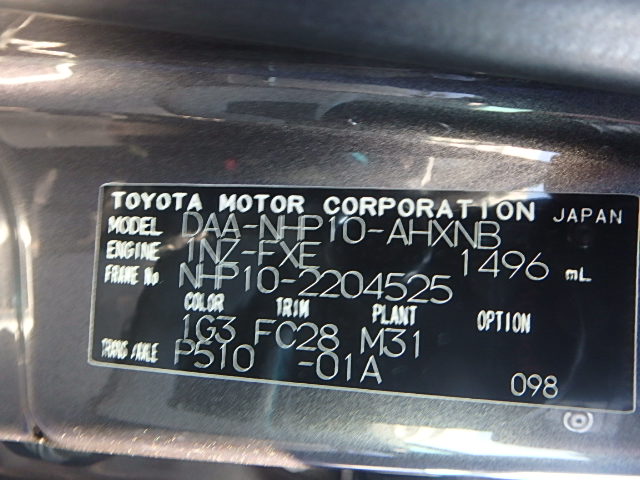 TOYOTA MOTOR CORPORATION JAPAN
MODEL DAA-NHP10-AHXNB
ENGINE 1NZ-FXE 1496 mL
FRAME No NHP10-2204525
COLOR TRIM PLANT OPTION
1G3 FC28 M31
TRANS/AXLE P510 -01A
098